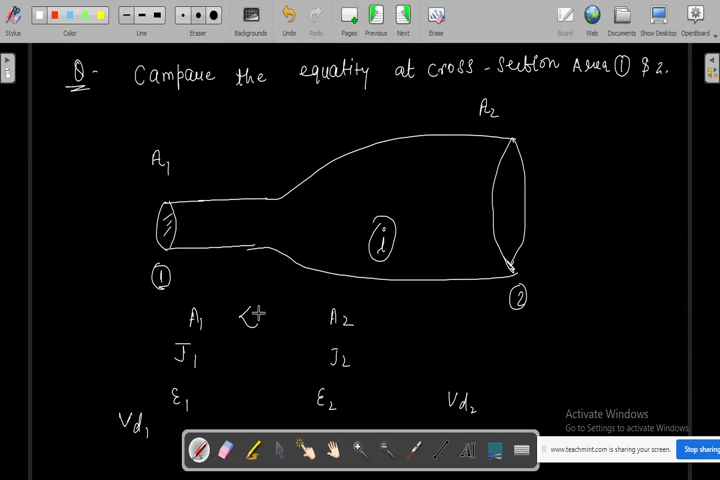 Stylus Color Line Eraser Backgrounds Undo Redo Pages Previous Next Erase Board Web Documents Show Desktop OpenBoard
Q - Campare the equatity at cross-section Area ① $ 2.
A2
A1
i
①
②
A1 < A2
J1 J2
E1 E2
Vd1 Vd2
Activate Windows
Go to Settings to activate Windows.
www.teachmint.com is sharing your screen. Stop sharing